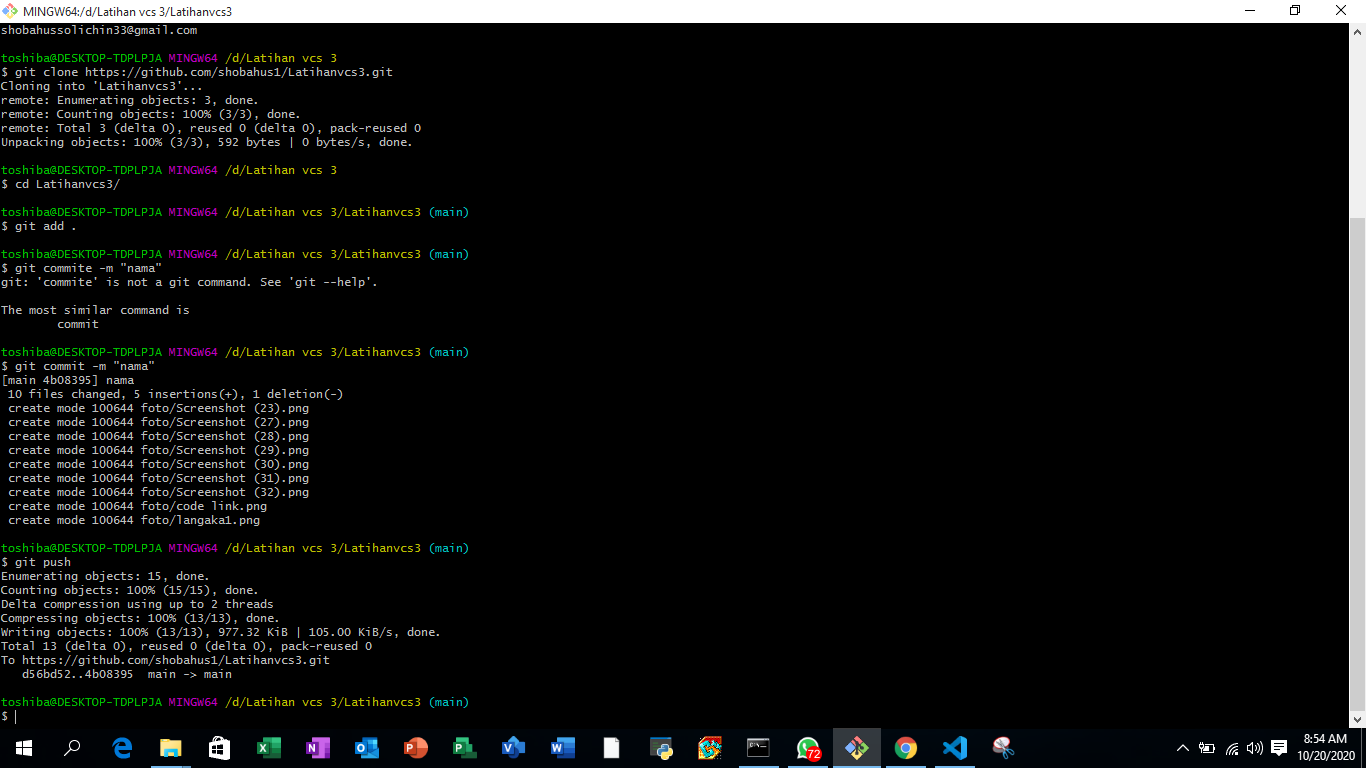 MINGW64:/d/Latihan vcs 3/Latihanvcs3
shobahussolichin33@gmail.com
toshiba@DESKTOP-TDPLPJA MINGW64 /d/Latihan vcs 3
$ git clone https://github.com/shobahus1/Latihanvcs3.git
Cloning into 'Latihanvcs3'...
remote: Enumerating objects: 3, done.
remote: Counting objects: 100% (3/3), done.
remote: Total 3 (delta 0), reused 0 (delta 0), pack-reused 0
Unpacking objects: 100% (3/3), 592 bytes | 0 bytes/s, done.
toshiba@DESKTOP-TDPLPJA MINGW64 /d/Latihan vcs 3
$ cd Latihanvcs3/
toshiba@DESKTOP-TDPLPJA MINGW64 /d/Latihan vcs 3/Latihanvcs3 (main)
$ git add .
toshiba@DESKTOP-TDPLPJA MINGW64 /d/Latihan vcs 3/Latihanvcs3 (main)
$ git commite -m "nama"
git: 'commite' is not a git command. See 'git --help'.
The most similar command is
commit
toshiba@DESKTOP-TDPLPJA MINGW64 /d/Latihan vcs 3/Latihanvcs3 (main)
$ git commit -m "nama"
[main 4b08395] nama
10 files changed, 5 insertions(+), 1 deletion(-)
create mode 100644 foto/Screenshot (23).png
create mode 100644 foto/Screenshot (27).png
create mode 100644 foto/Screenshot (28).png
create mode 100644 foto/Screenshot (29).png
create mode 100644 foto/Screenshot (30).png
create mode 100644 foto/Screenshot (31).png
create mode 100644 foto/Screenshot (32).png
create mode 100644 foto/code link.png
create mode 100644 foto/langaka1.png
toshiba@DESKTOP-TDPLPJA MINGW64 /d/Latihan vcs 3/Latihanvcs3 (main)
$ git push
Enumerating objects: 15, done.
Counting objects: 100% (15/15), done.
Delta compression using up to 2 threads
Compressing objects: 100% (13/13), done.
Writing objects: 100% (13/13), 977.32 KiB | 105.00 KiB/s, done.
Total 13 (delta 0), reused 0 (delta 0), pack-reused 0
To https://github.com/shobahus1/Latihanvcs3.git
d56bd52..4b08395  main -> main
toshiba@DESKTOP-TDPLPJA MINGW64 /d/Latihan vcs 3/Latihanvcs3 (main)
$
72
8:54 AM
10/20/2020